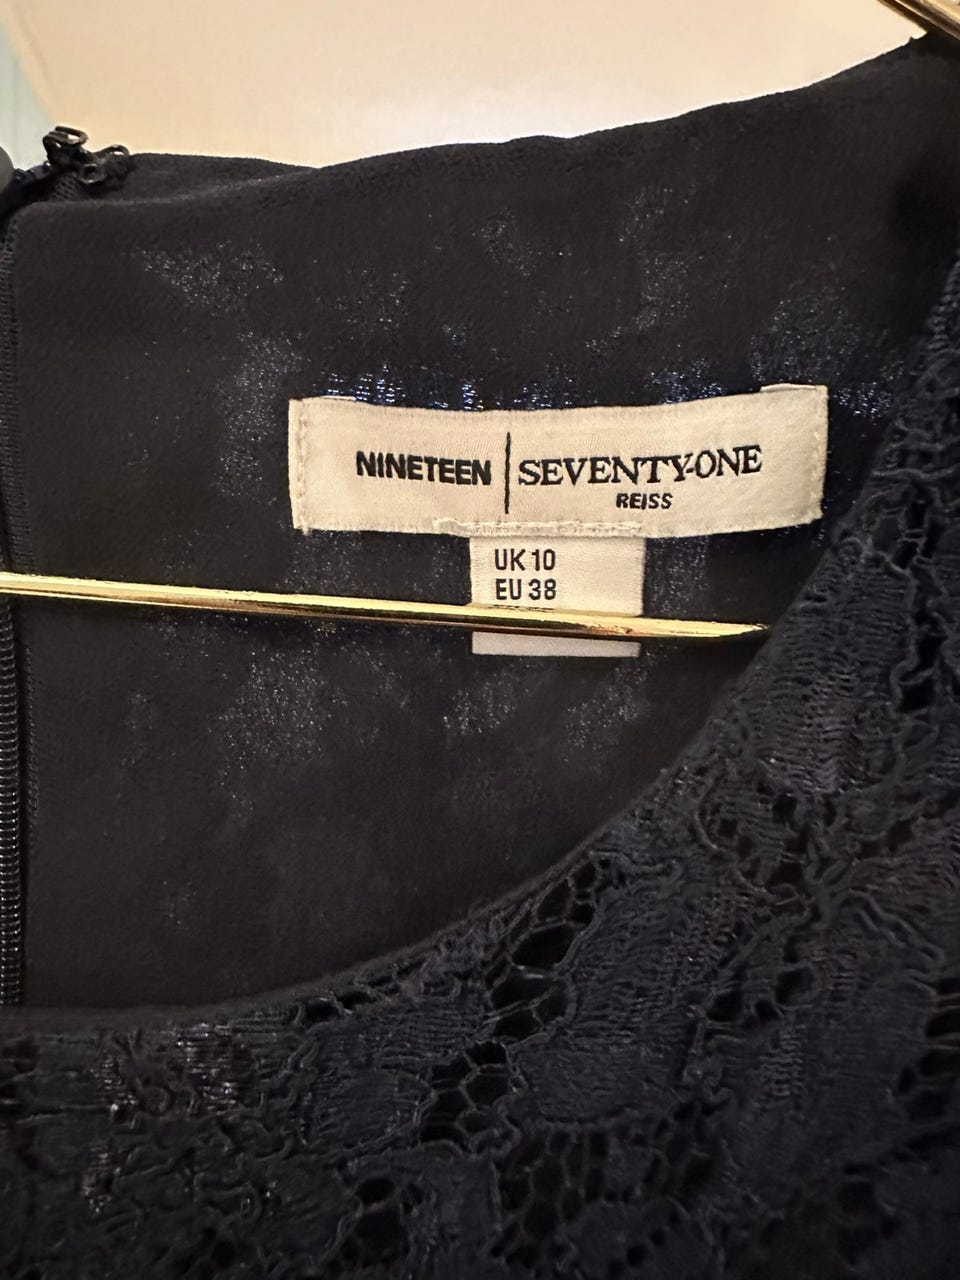 NINETEEN | SEVENTY-ONE
REISS
UK 10
EU 38